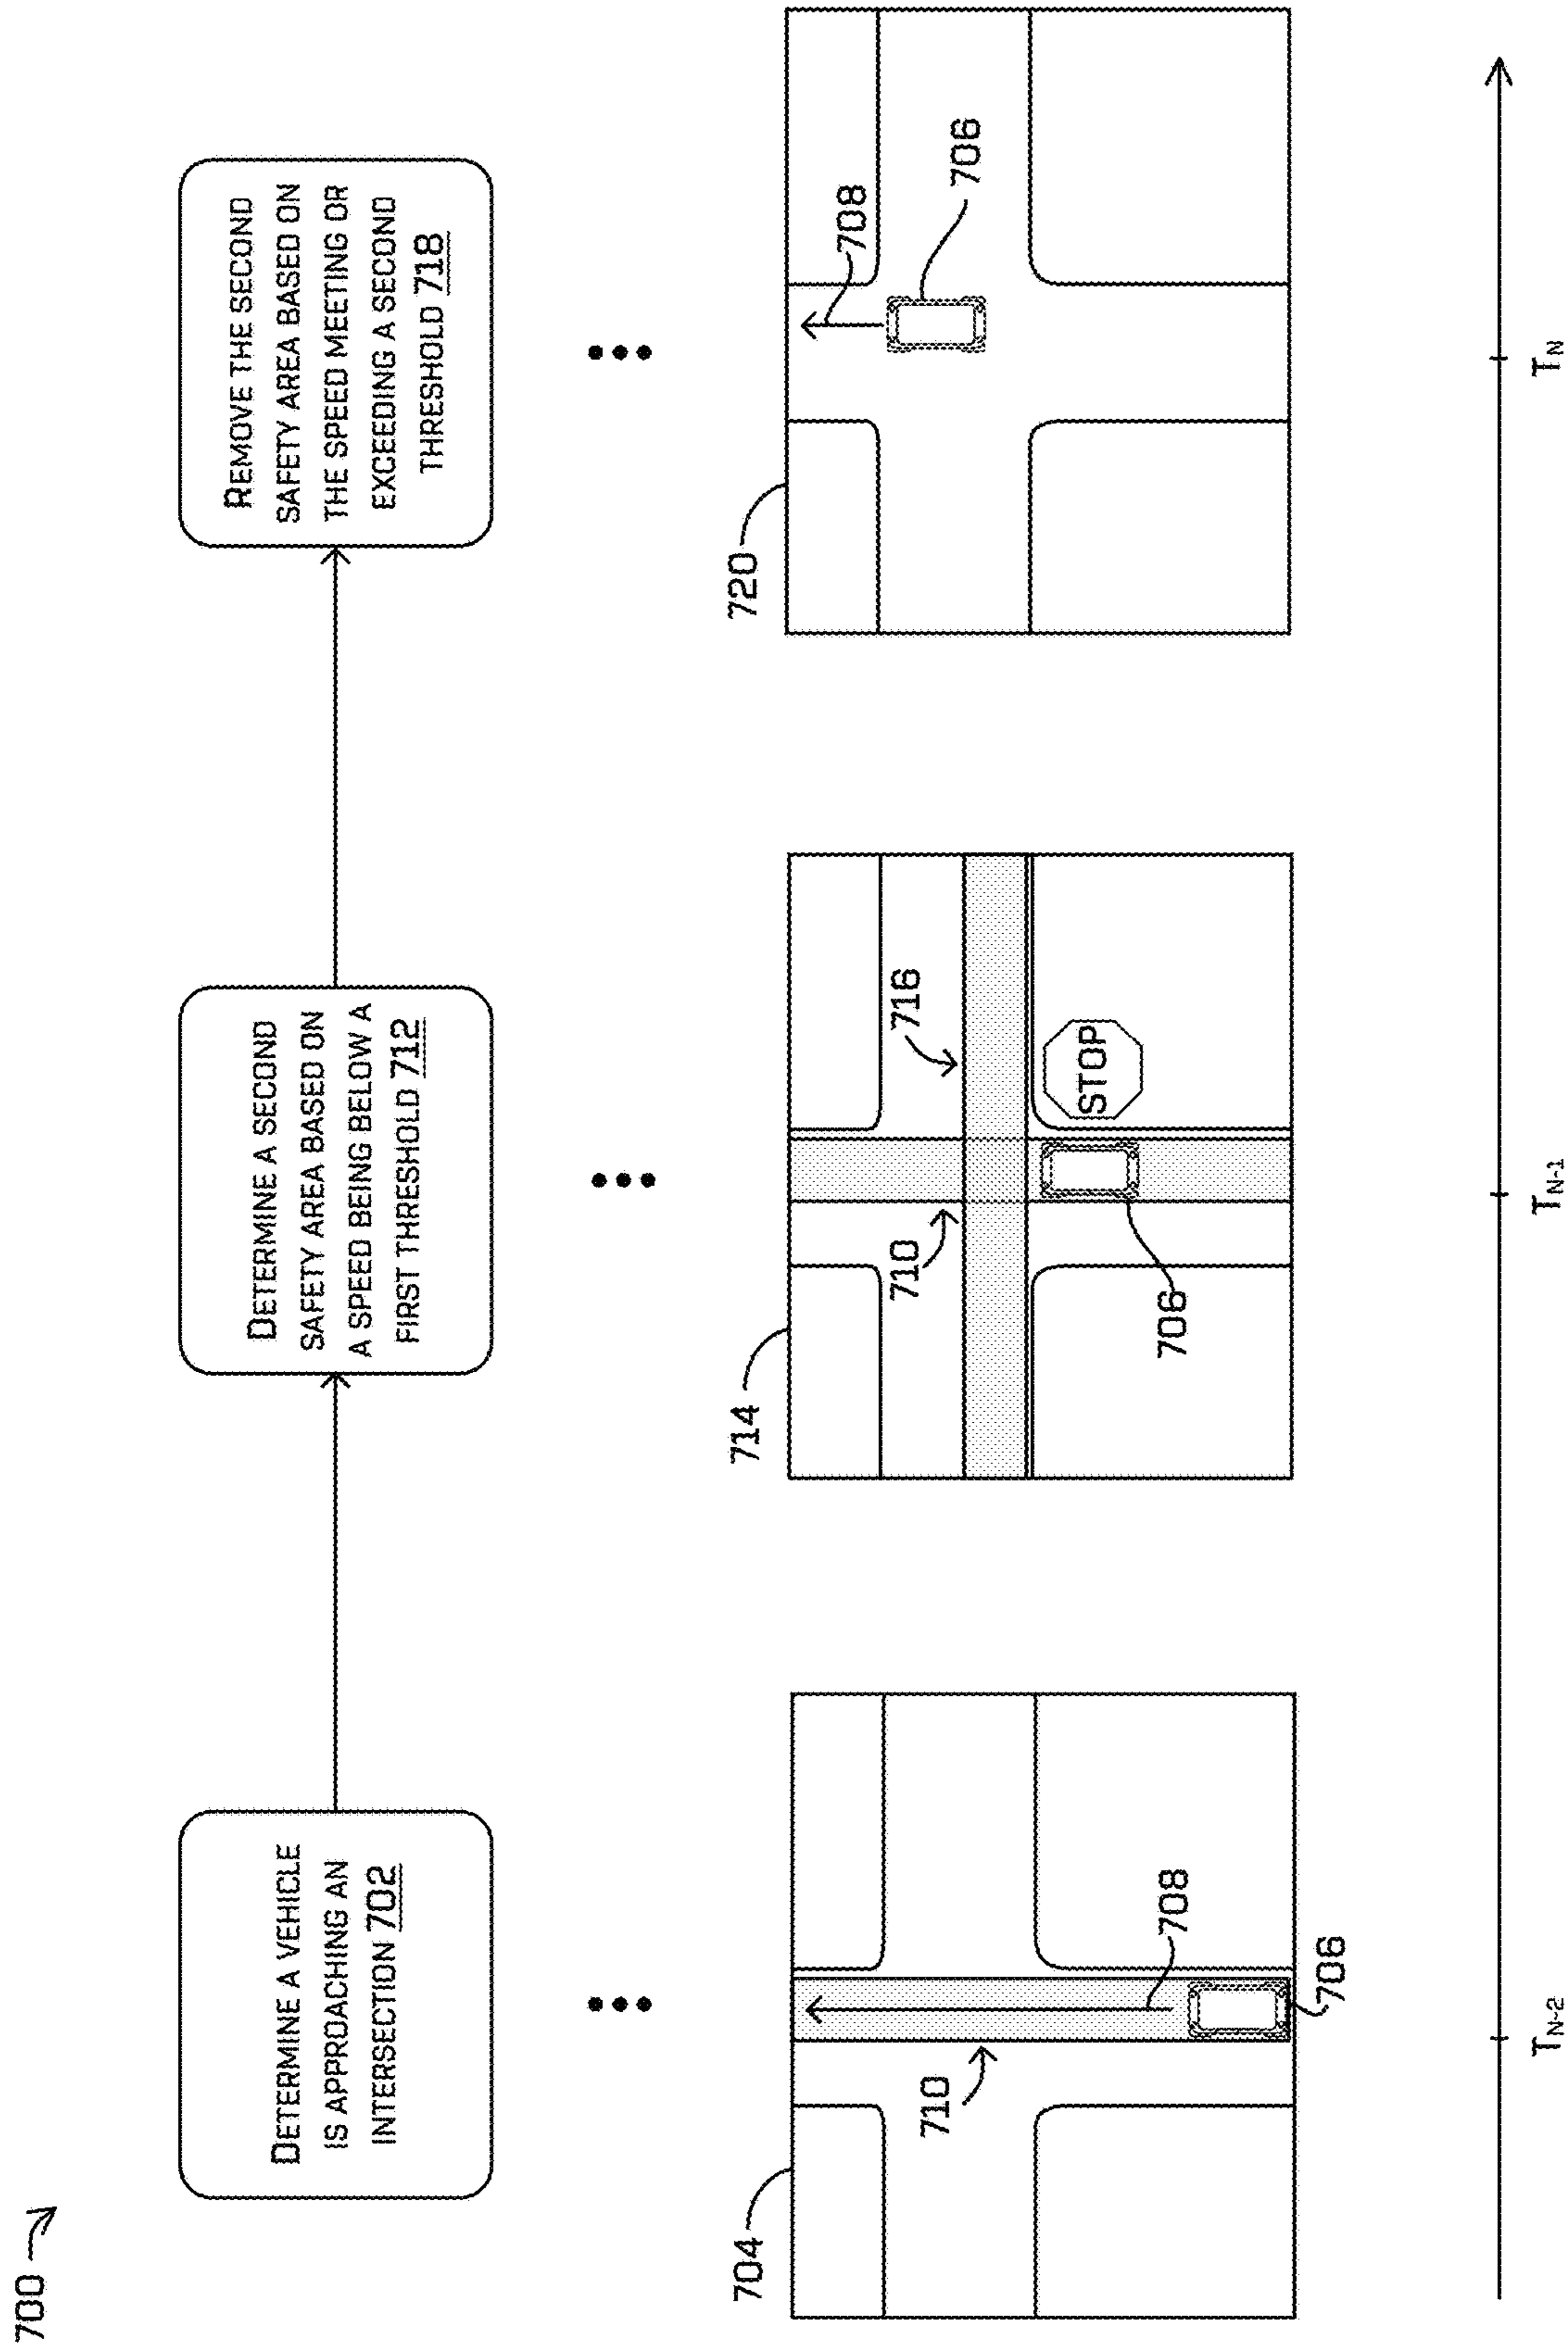 700
DETERMINE A VEHICLE
IS APPROACHING AN
INTERSECTION 702
DETERMINE A SECOND
SAFETY AREA BASED ON
A SPEED BEING BELOW A
FIRST THRESHOLD 712
REMOVE THE SECOND
SAFETY AREA BASED ON
THE SPEED MEETING OR
EXCEEDING A SECOND
THRESHOLD 718
704
710
708
706
714
710
716
STOP
706
720
708
706
TN-2
TN-1
TN